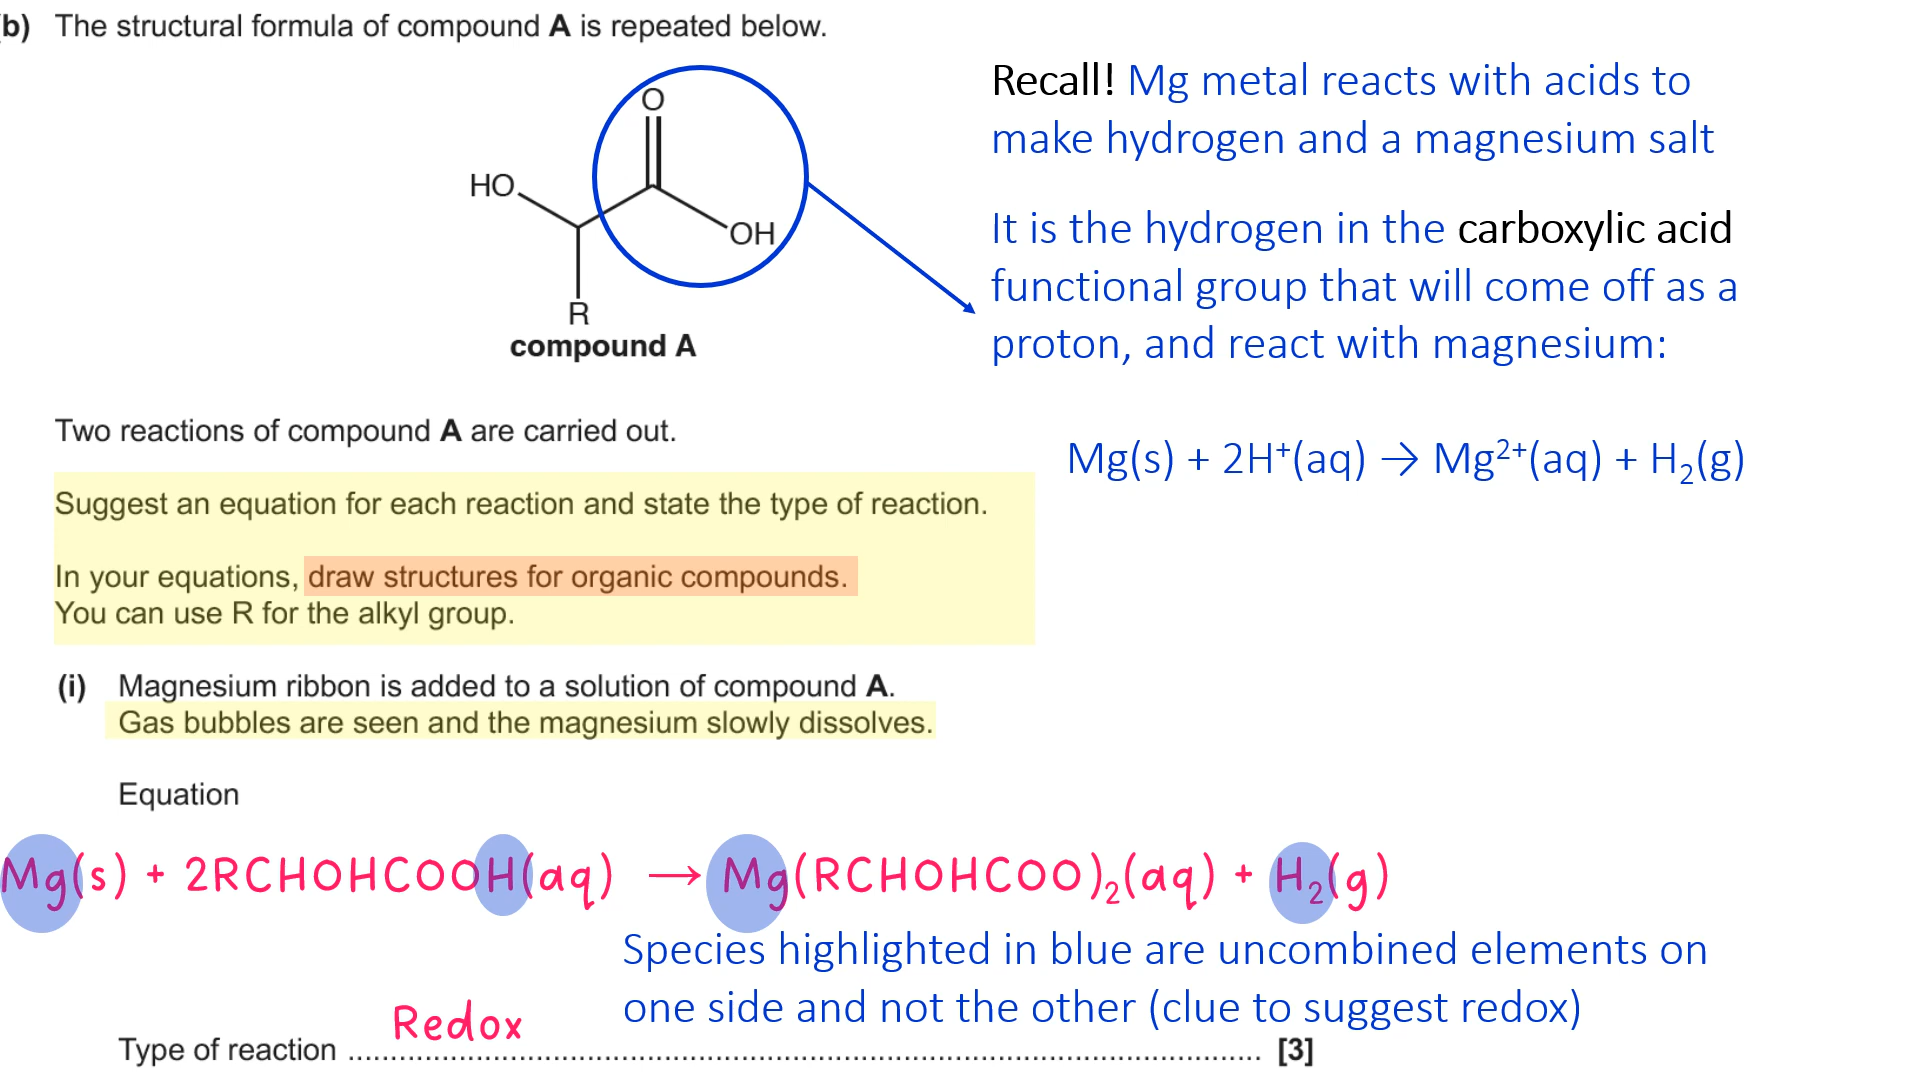 b) The structural formula of compound A is repeated below.
O
HO
OH
R
compound A
Recall! Mg metal reacts with acids to
make hydrogen and a magnesium salt
It is the hydrogen in the carboxylic acid
functional group that will come off as a
proton, and react with magnesium:
Mg(s) + 2H⁺(aq) → Mg²⁺(aq) + H₂(g)
Two reactions of compound A are carried out.
Suggest an equation for each reaction and state the type of reaction.
In your equations, draw structures for organic compounds.
You can use R for the alkyl group.
(i) Magnesium ribbon is added to a solution of compound A.
Gas bubbles are seen and the magnesium slowly dissolves.
Equation
Mg(s) + 2RCHOHCOOH(aq) → Mg(RCHOHCOO)₂(aq) + H₂(g)
Species highlighted in blue are uncombined elements on
one side and not the other (clue to suggest redox)
Redox
Type of reaction ............................................................ [3]